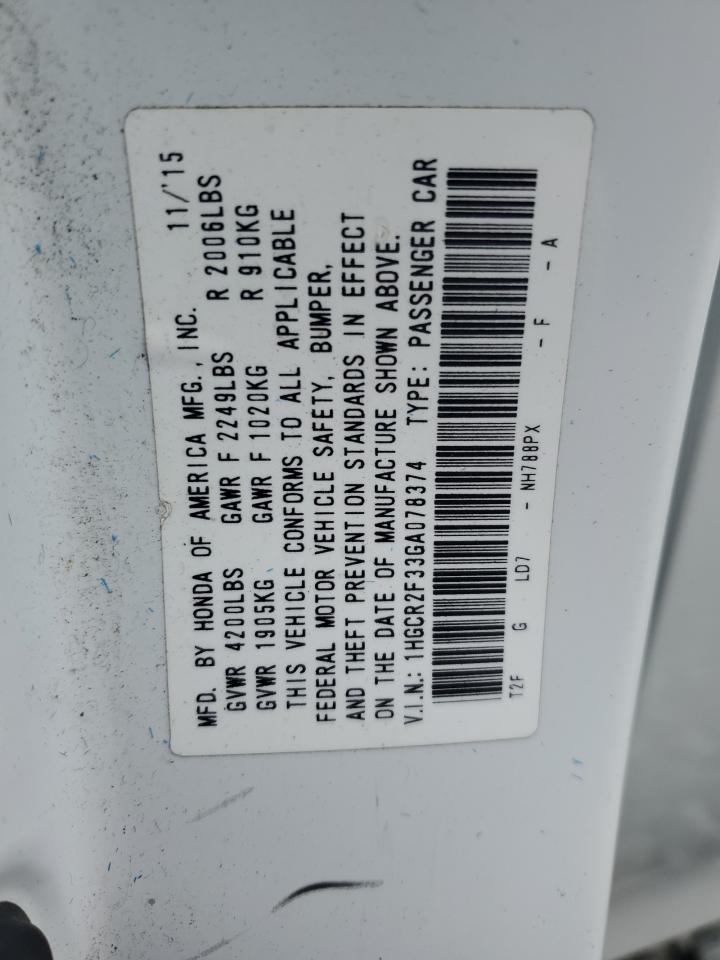 MFD. BY HONDA OF AMERICA MFG., INC. 11/'15
GVWR 4200LBS GAWR F 2249LBS R 2006LBS
GVWR 1905KG GAWR F 1020KG R 910KG
THIS VEHICLE CONFORMS TO ALL APPLICABLE
FEDERAL MOTOR VEHICLE SAFETY, BUMPER,
AND THEFT PREVENTION STANDARDS IN EFFECT
ON THE DATE OF MANUFACTURE SHOWN ABOVE.
V.I.N.: 1HGCR2F33GA078374 TYPE: PASSENGER CAR
T2F G LD7 - NH788PX - F - A